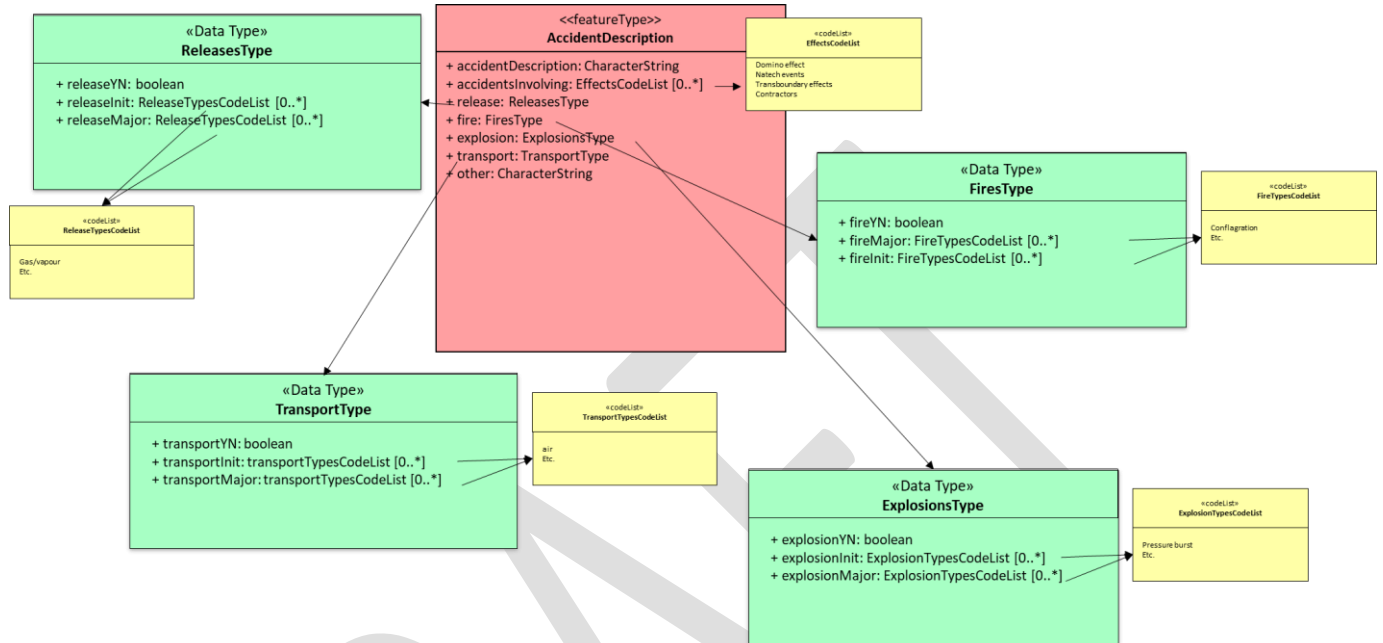 «Data Type»
ReleasesType
+ releaseYN: boolean
+ releaseInit: ReleaseTypesCodeList [0..*]
+ releaseMajor: ReleaseTypesCodeList [0..*]
<<featureType>>
AccidentDescription
+ accidentDescription: CharacterString
+ accidentsInvolving: EffectsCodeList [0..*]
+ release: ReleasesType
+ fire: FiresType
+ explosion: ExplosionsType
+ transport: TransportType
+ other: CharacterString
«codeList»
EffectsCodeList
Domino effect
Natech events
Transboundary effects
Contractors
«codeList»
ReleaseTypesCodeList
Gas/vapour
Etc.
«Data Type»
FiresType
+ fireYN: boolean
+ fireMajor: FireTypesCodeList [0..*]
+ fireInit: FireTypesCodeList [0..*]
«codeList»
FireTypesCodeList
Conflagration
Etc.
«Data Type»
TransportType
+ transportYN: boolean
+ transportInit: transportTypesCodeList [0..*]
+ transportMajor: transportTypesCodeList [0..*]
«codeList»
TransportTypesCodeList
air
Etc.
«Data Type»
ExplosionsType
+ explosionYN: boolean
+ explosionInit: ExplosionTypesCodeList [0..*]
+ explosionMajor: ExplosionTypesCodeList [0..*]
«codeList»
ExplosionTypesCodeList
Pressure burst
Etc.